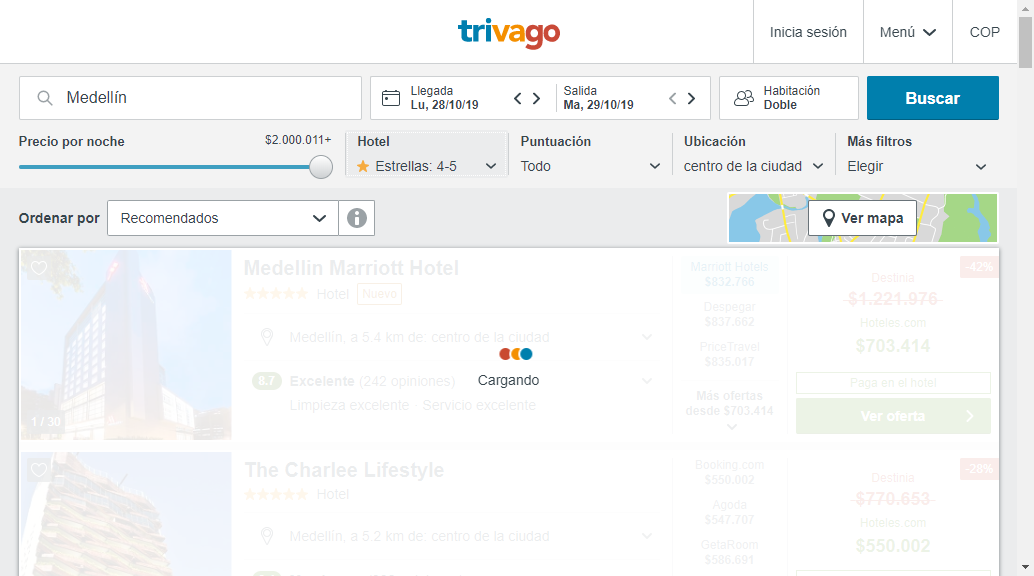 trivago
Inicia sesión
Menú
COP
Medellín
Llegada
Lu, 28/10/19
Salida
Ma, 29/10/19
Habitación
Doble
Buscar
Precio por noche
$2.000.011+
Hotel
Estrellas: 4-5
Puntuación
Todo
Ubicación
centro de la ciudad
Más filtros
Elegir
Ordenar por
Recomendados
Ver mapa
Medellin Marriott Hotel
Hotel
Nuevo
Medellín, a 5.4 km de: centro de la ciudad
8.7 Excelente (242 opiniones)
Limpieza excelente · Servicio excelente
1 / 30
Cargando
Marriott Hotels
$832.766
Despegar
$837.662
PriceTravel
$835.017
Más ofertas
desde $703.414
-42%
Destinia
$1.221.976
Hoteles com
$703.414
Paga en el hotel
Ver oferta
The Charlee Lifestyle
Hotel
Medellín, a 5.2 km de: centro de la ciudad
Booking.com
$550.002
Agoda
$547.707
GetaRoom
$586.691
-28%
Destinia
$770.653
Hoteles com
$550.002